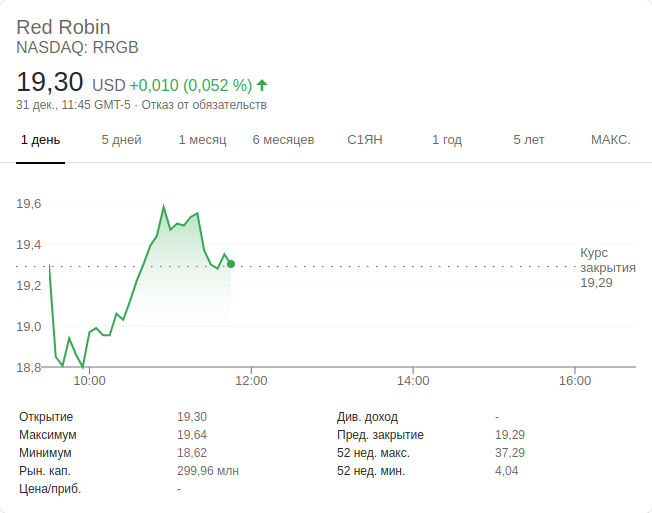 Red Robin
NASDAQ: RRGB
19,30 USD +0,010 (0,052 %)
31 дек., 11:45 GMT-5 · Отказ от обязательств
1 день 5 дней 1 месяц 6 месяцев С1ЯН 1 год 5 лет МАКС.
19,6
19,4
Курс
закрытия
19,29
19,2
19,0
18,8
10:00 12:00 14:00 16:00
Открытие 19,30 Див. доход -
Максимум 19,64 Пред. закрытие 19,29
Минимум 18,62 52 нед. макс. 37,29
Рын. кап. 299,96 млн 52 нед. мин. 4,04
Цена/приб. -